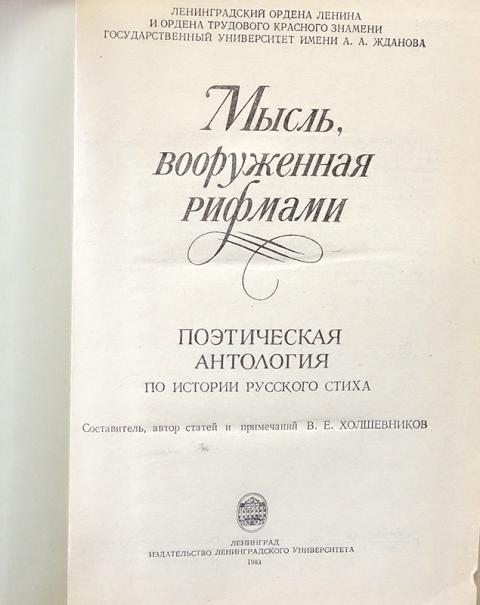 ЛЕНИНГРАДСКИЙ ОРДЕНА ЛЕНИНА
И ОРДЕНА ТРУДОВОГО КРАСНОГО ЗНАМЕНИ
ГОСУДАРСТВЕННЫЙ УНИВЕРСИТЕТ ИМЕНИ А. А. ЖДАНОВА
Мысль,
вооруженная
рифмами
ПОЭТИЧЕСКАЯ
АНТОЛОГИЯ
ПО ИСТОРИИ РУССКОГО СТИХА
Составитель, автор статей и примечаний В. Е. ХОЛШЕВНИКОВ
ЛЕНИНГРАД
ИЗДАТЕЛЬСТВО ЛЕНИНГРАДСКОГО УНИВЕРСИТЕТА
1983